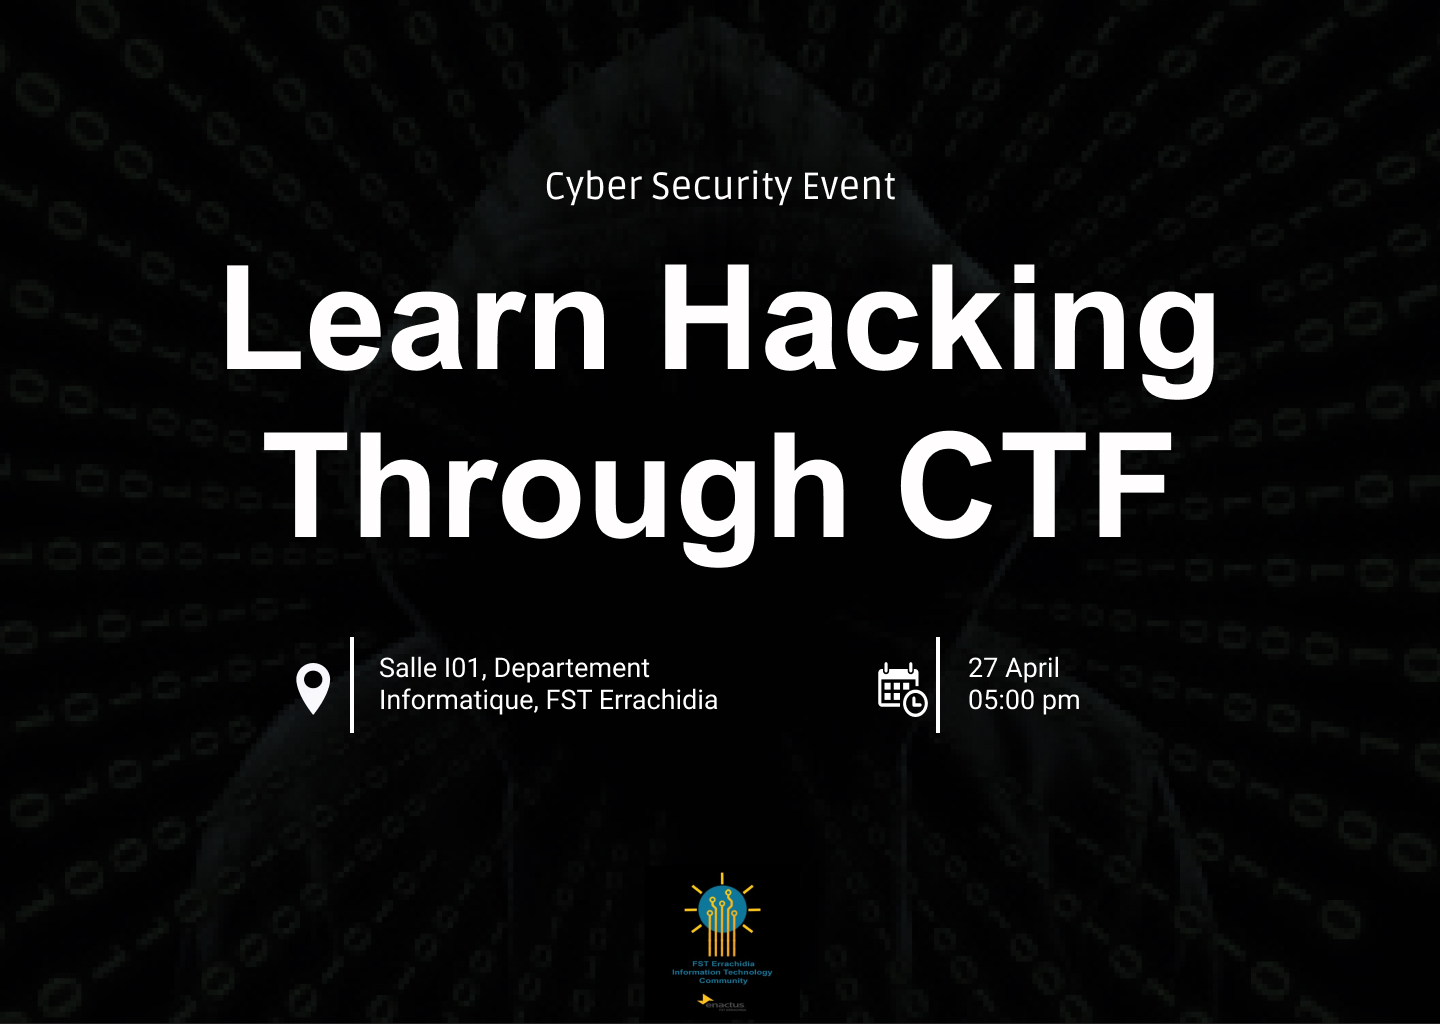 Cyber Security Event
Learn Hacking
Through CTF
Salle I01, Departement
Informatique, FST Errachidia
27 April
05:00 pm
FST Errachidia
Information Technology
Community
enactus